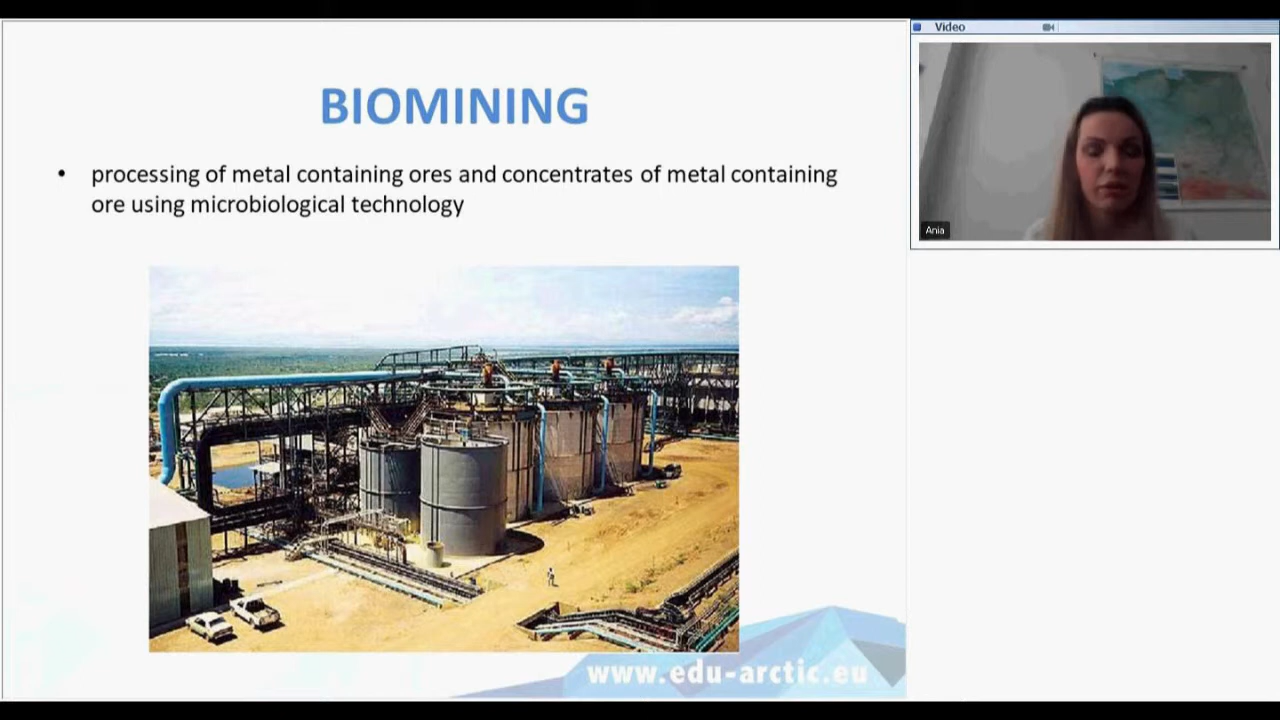 BIOMINING
• processing of metal containing ores and concentrates of metal containing
ore using microbiological technology
www.edu-arctic.eu
Video
Ania